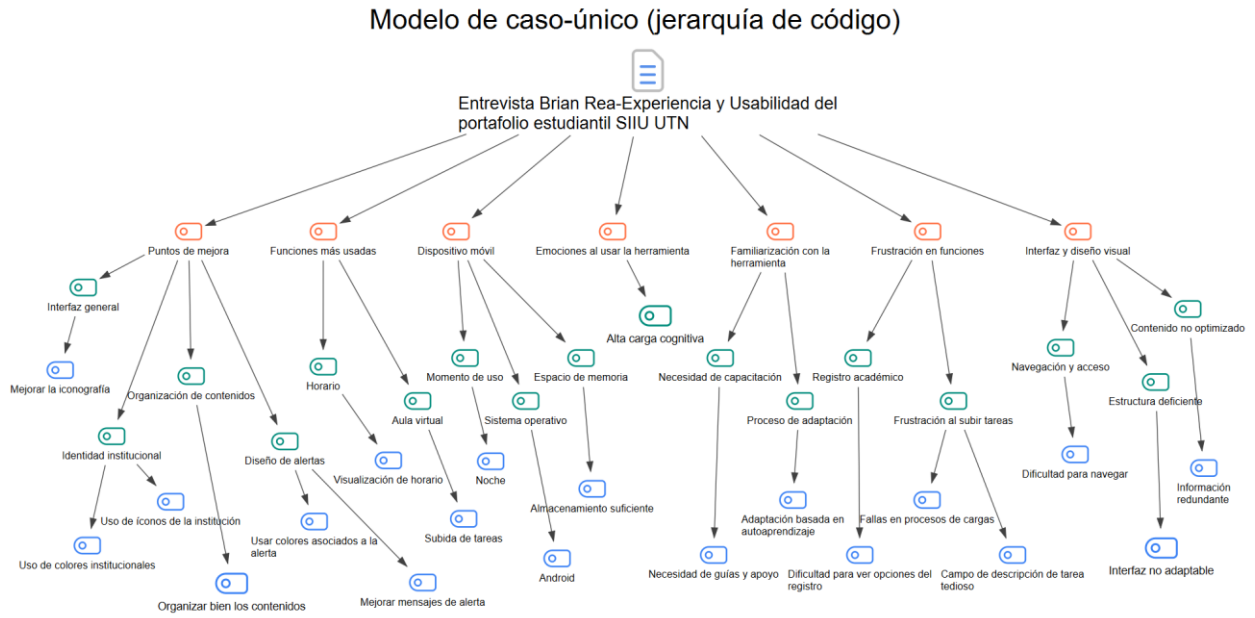 Modelo de caso-único (jerarquía de código)
Entrevista Brian Rea-Experiencia y Usabilidad del
portafolio estudiantil SIIU UTN
Puntos de mejora
Funciones más usadas
Dispositivo móvil
Emociones al usar la herramienta
Familiarización con la
herramienta
Frustración en funciones
Interfaz y diseño visual
Interfaz general
Contenido no optimizado
Alta carga cognitiva
Mejorar la iconografía
Organización de contenidos
Horario
Momento de uso
Espacio de memoria
Necesidad de capacitación
Registro académico
Navegación y acceso
Estructura deficiente
Identidad institucional
Diseño de alertas
Aula virtual
Sistema operativo
Proceso de adaptación
Frustración al subir tareas
Visualización de horario
Noche
Dificultad para navegar
Información
redundante
Uso de íconos de la institución
Almacenamiento suficiente
Adaptación basada en
autoaprendizaje
Fallas en procesos de cargas
Usar colores asociados a la
alerta
Subida de tareas
Uso de colores institucionales
Android
Necesidad de guías y apoyo
Dificultad para ver opciones del
registro
Campo de descripción de tarea
tedioso
Interfaz no adaptable
Organizar bien los contenidos
Mejorar mensajes de alerta